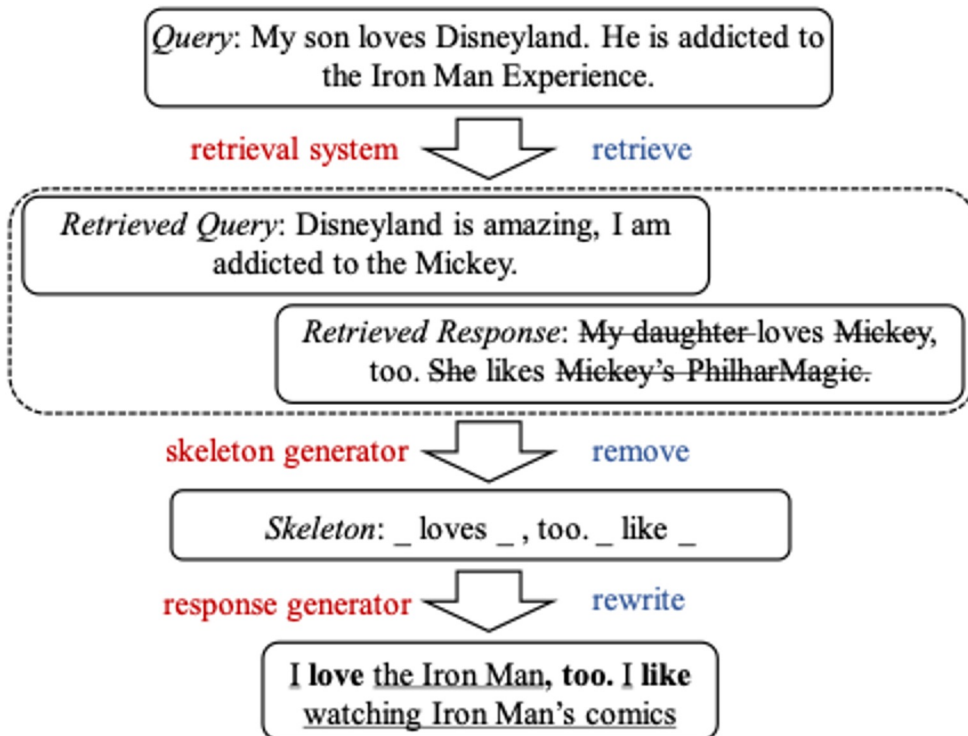 Query: My son loves Disneyland. He is addicted to
the Iron Man Experience.
retrieval system retrieve
Retrieved Query: Disneyland is amazing, I am
addicted to the Mickey.
Retrieved Response: My daughter loves Mickey,
too. She likes Mickey's PhilharMagic.
skeleton generator remove
Skeleton: _ loves _ , too. _ like _
response generator rewrite
I love the Iron Man, too. I like
watching Iron Man's comics